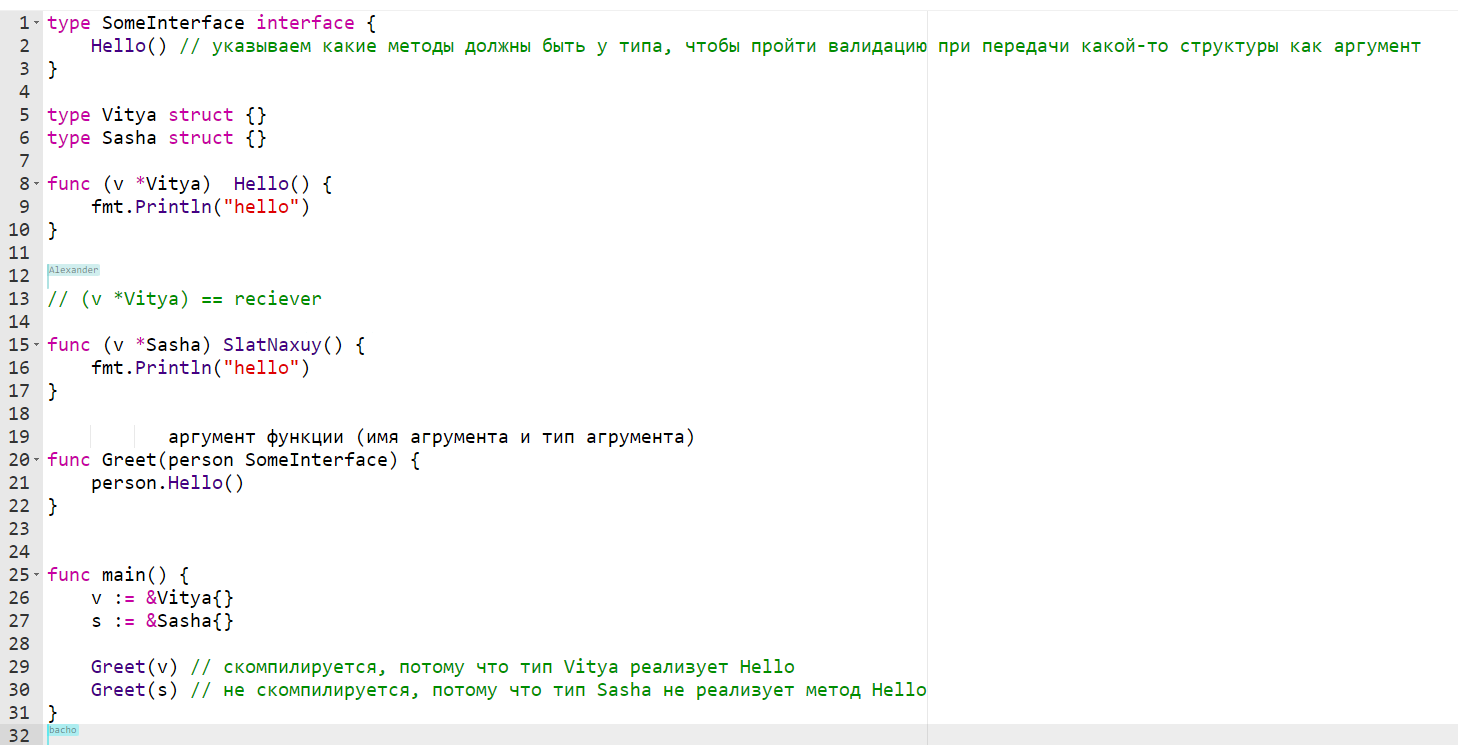 1 type SomeInterface interface {
2 Hello() // указываем какие методы должны быть у типа, чтобы пройти валидацию при передачи какой-то структуры как аргумент
3 }
4
5 type Vitya struct {}
6 type Sasha struct {}
7
8 func (v *Vitya)  Hello() {
9 fmt.Println("hello")
10 }
11
Alexander
12
13 // (v *Vitya) == reciever
14
15 func (v *Sasha) SlatNaxuy() {
16 fmt.Println("hello")
17 }
18
19 аргумент функции (имя агрумента и тип агрумента)
20 func Greet(person SomeInterface) {
21 person.Hello()
22 }
23
24
25 func main() {
26 v := &Vitya{}
27 s := &Sasha{}
28
29 Greet(v) // скомпилируется, потому что тип Vitya реализует Hello
30 Greet(s) // не скомпилируется, потому что тип Sasha не реализует метод Hello
31 }
bacho
32